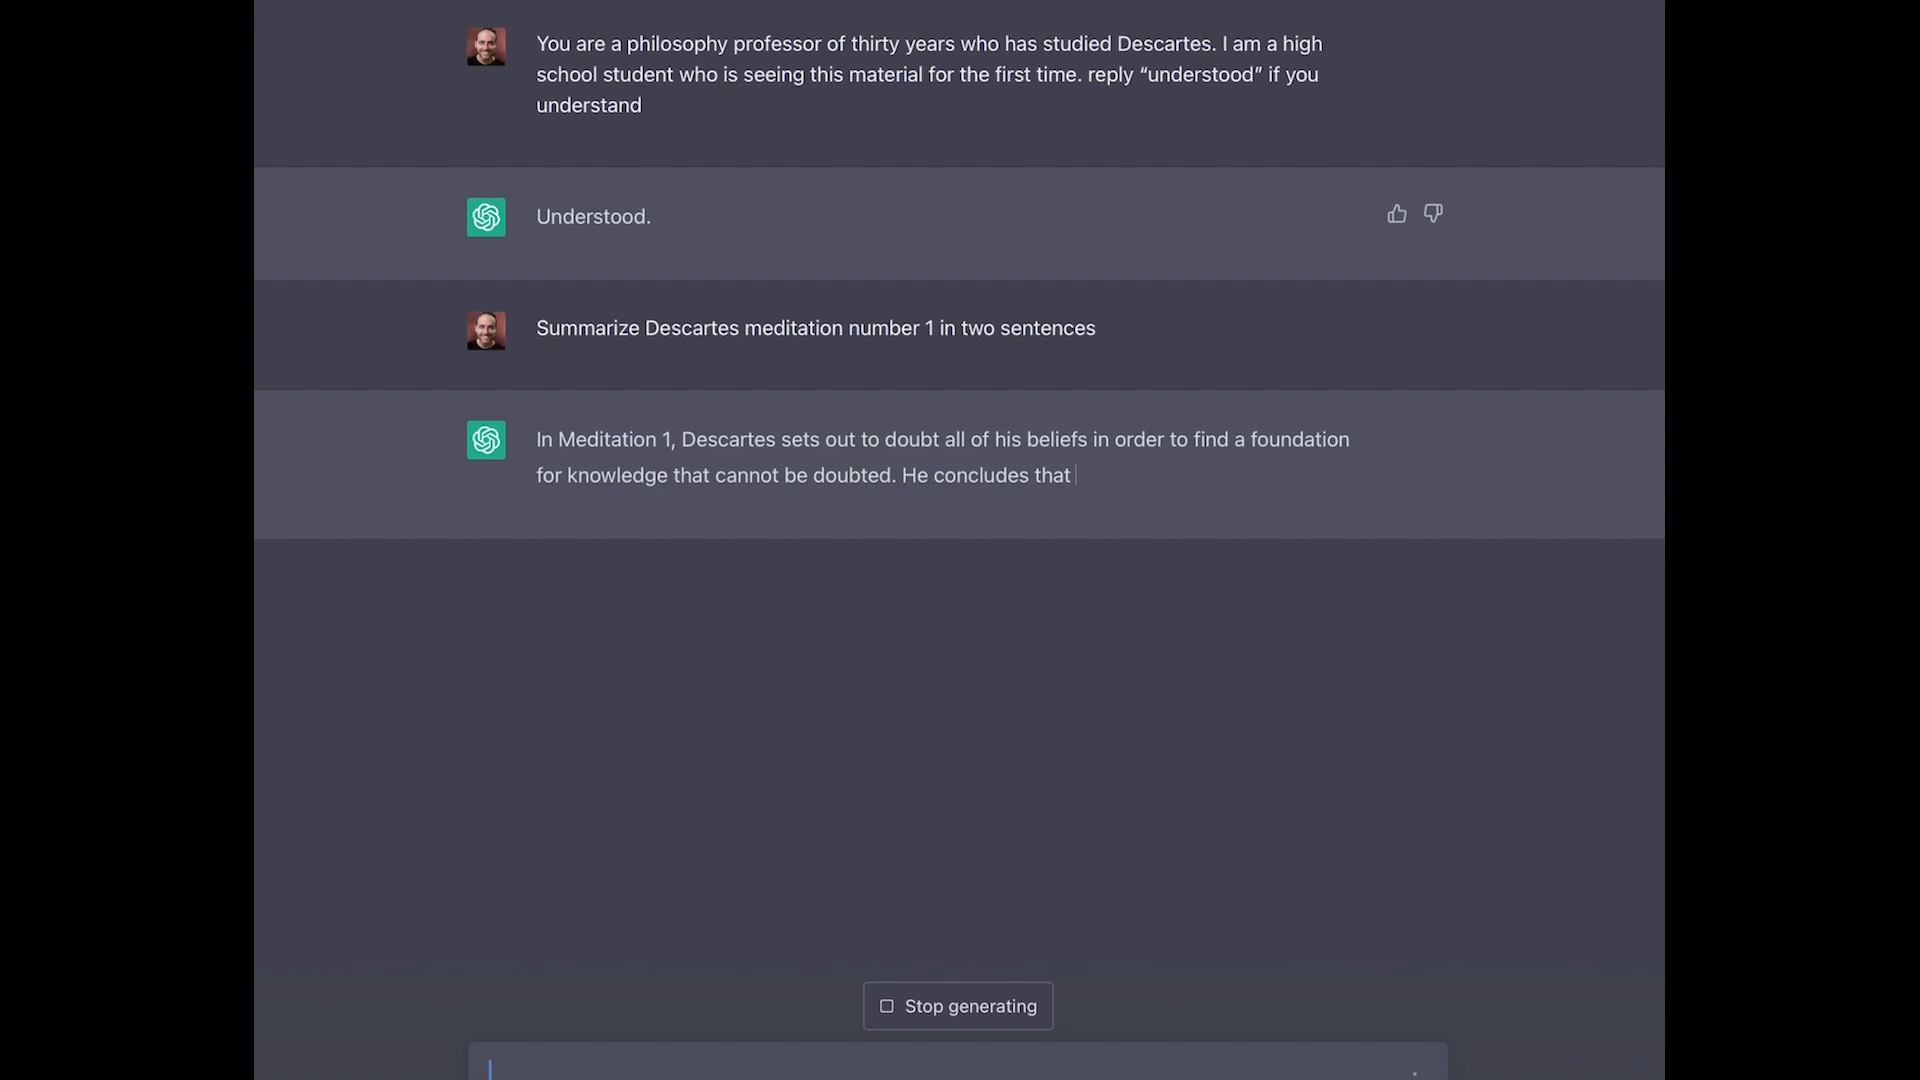 You are a philosophy professor of thirty years who has studied Descartes. I am a high
school student who is seeing this material for the first time. reply “understood” if you
understand
Understood.
Summarize Descartes meditation number 1 in two sentences
In Meditation 1, Descartes sets out to doubt all of his beliefs in order to find a foundation
for knowledge that cannot be doubted. He concludes that
Stop generating